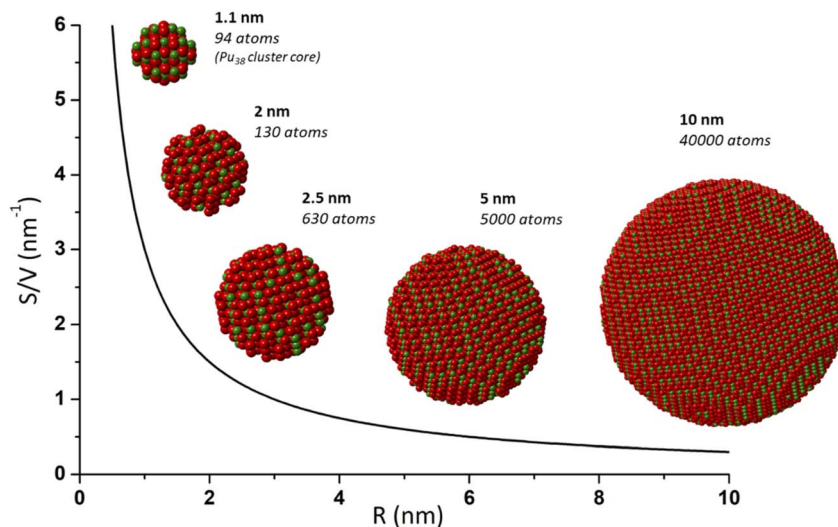 1.1 nm
94 atoms
(Pu38 cluster core)
2 nm
130 atoms
2.5 nm
630 atoms
5 nm
5000 atoms
10 nm
40000 atoms
S/V (nm⁻¹)
6
5
4
3
2
1
0
0
2
4
6
8
10
R (nm)